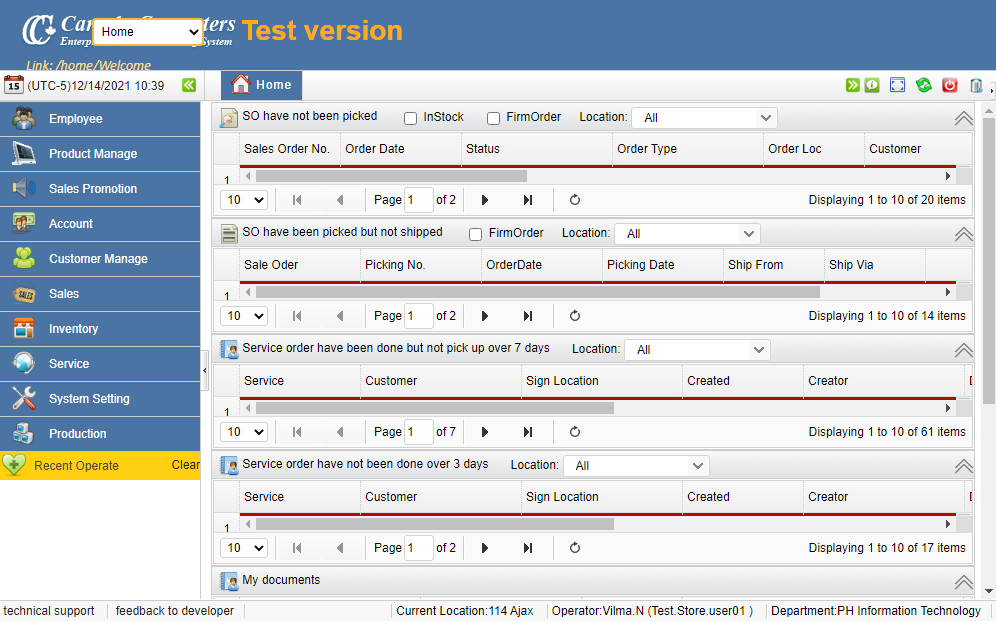 Home
Test version
Link: /home/Welcome
15 (UTC-5)12/14/2021 10:39
Home
Employee
Product Manage
Sales Promotion
Account
Customer Manage
Sales
Inventory
Service
System Setting
Production
Recent Operate Clear
SO have not been picked InStock FirmOrder Location: All
Sales Order No. Order Date Status Order Type Order Loc Customer
1
10 Page 1 of 2 Displaying 1 to 10 of 20 items
SO have been picked but not shipped FirmOrder Location: All
Sale Oder Picking No. OrderDate Picking Date Ship From Ship Via
1
10 Page 1 of 2 Displaying 1 to 10 of 14 items
Service order have been done but not pick up over 7 days Location: All
Service Customer Sign Location Created Creator
1
10 Page 1 of 7 Displaying 1 to 10 of 61 items
Service order have not been done over 3 days Location: All
Service Customer Sign Location Created Creator
1
10 Page 1 of 2 Displaying 1 to 10 of 17 items
My documents
technical support feedback to developer Current Location:114 Ajax Operator:Vilma.N (Test.Store.user01 ) Department:PH Information Technology